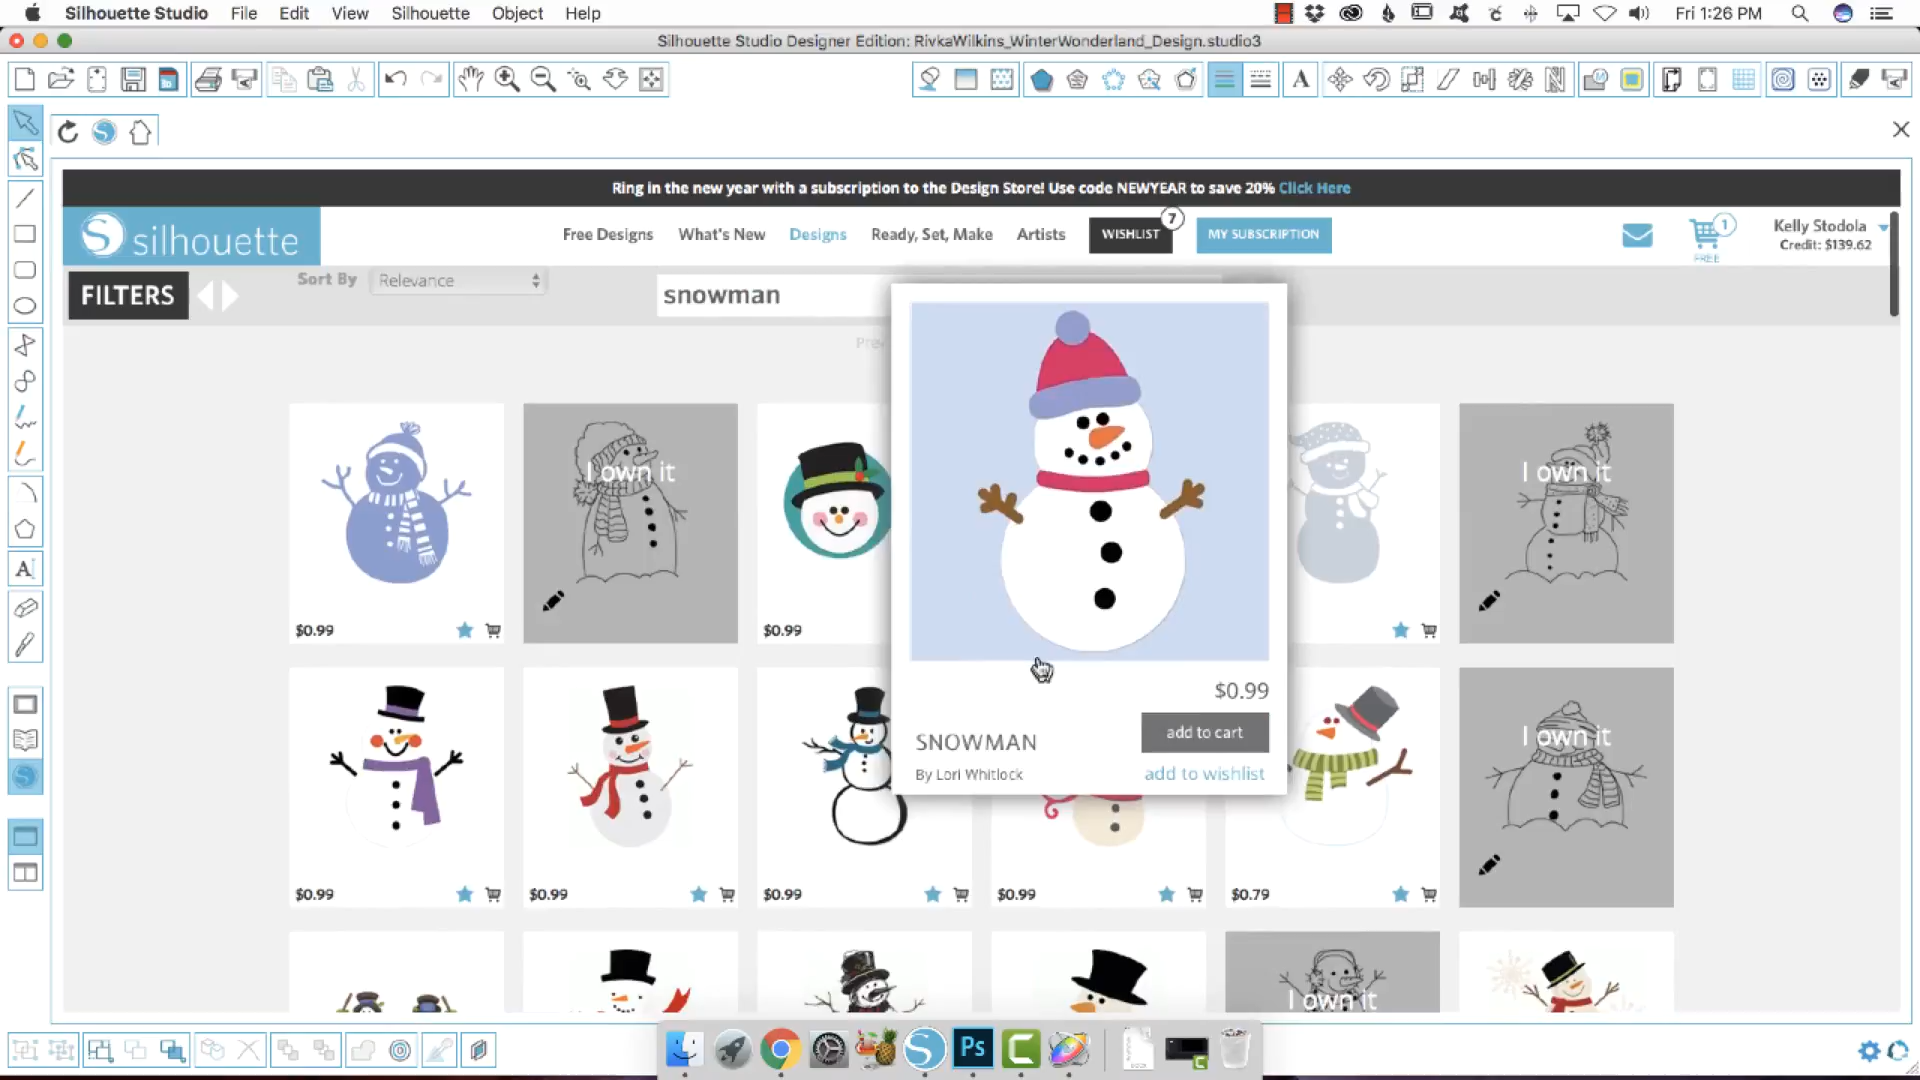 Silhouette Studio File Edit View Silhouette Object Help Fri 1:26 PM
Silhouette Studio Designer Edition: RivkaWilkins_WinterWonderland_Design.studio3
Ring in the new year with a subscription to the Design Store! Use code NEWYEAR to save 20% Click Here
silhouette Free Designs What's New Designs Ready, Set, Make Artists WISHLIST 7 MY SUBSCRIPTION 1 FREE Kelly Stodola
Credit: $139.62
FILTERS Sort By Relevance snowman
Prev
I own it I own it
$0.99 $0.99
$0.99
SNOWMAN add to cart
By Lori Whitlock add to wishlist
I own it
$0.99 $0.99 $0.99 $0.99 $0.79
I own it
Ps